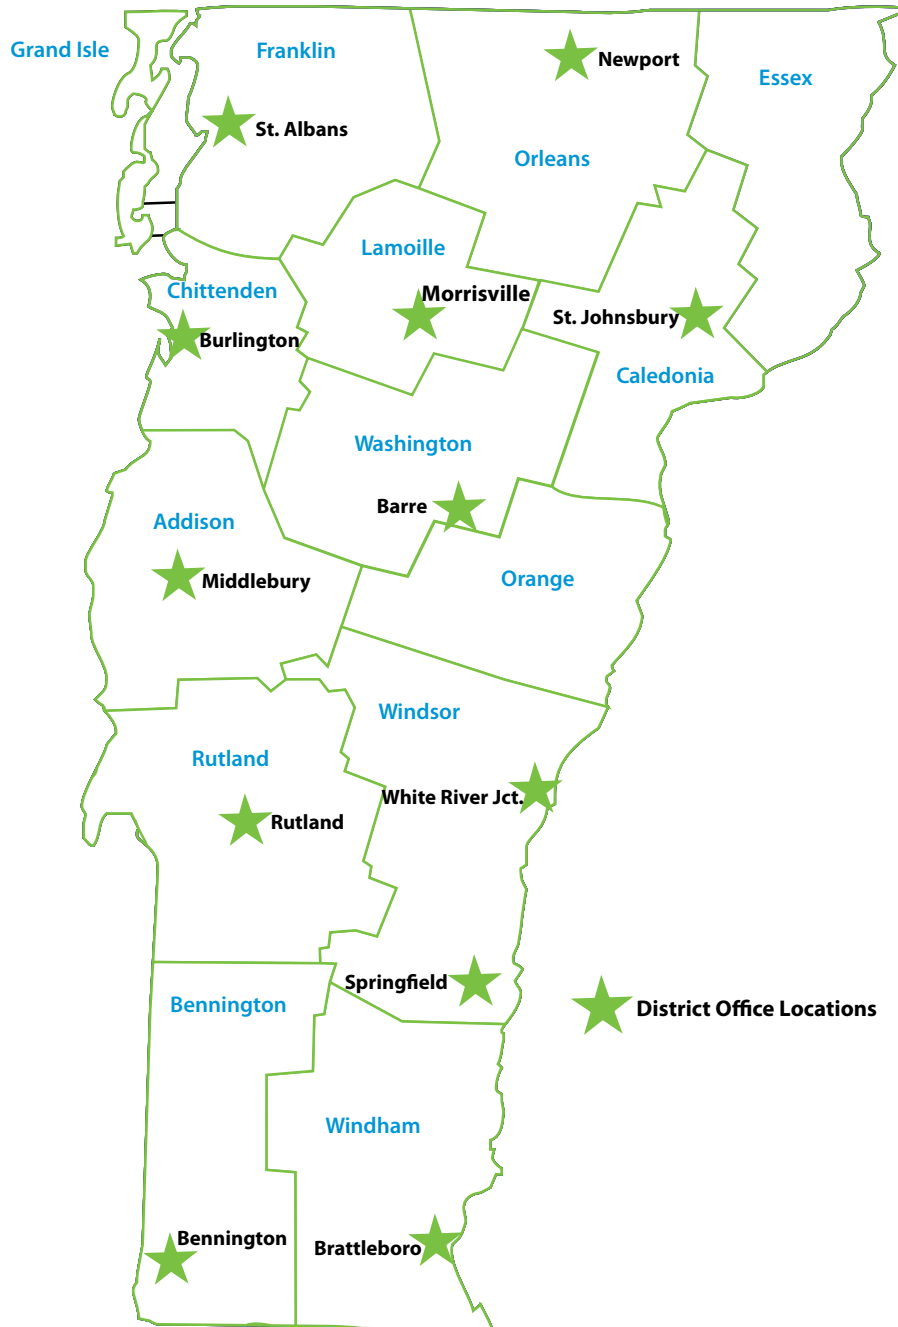 Grand Isle
Franklin
Newport
Essex
St. Albans
Orleans
Lamoille
Chittenden
Morrisville
St. Johnsbury
Burlington
Caledonia
Washington
Barre
Addison
Middlebury
Orange
Windsor
Rutland
White River Jct.
Rutland
Springfield
Bennington
District Office Locations
Windham
Bennington
Brattleboro